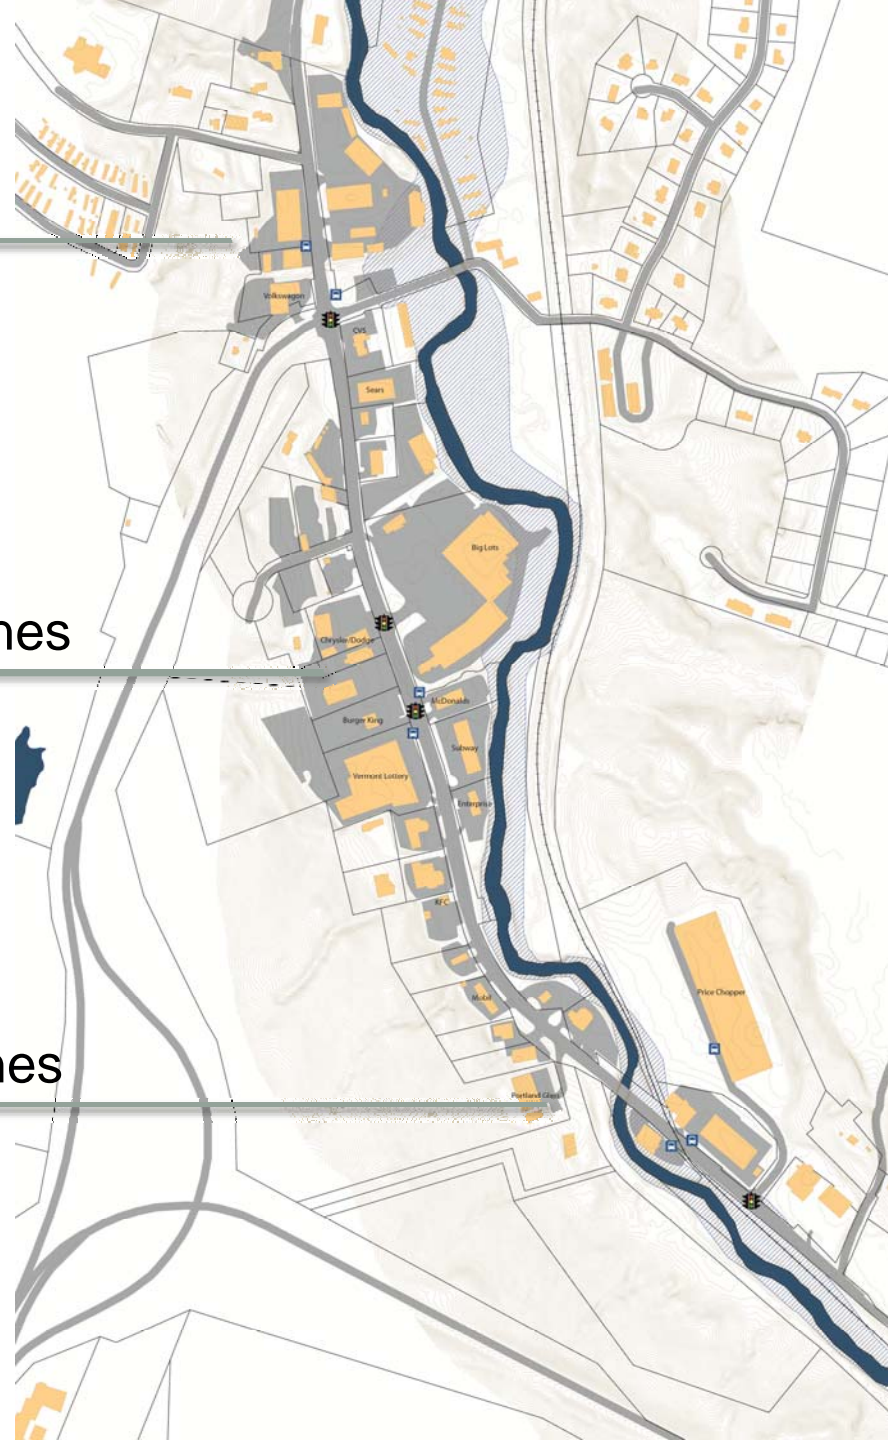 Volkswagon
CVS
Sears
Big Lots
nes
Chrysler/Dodge
McDonalds
Burger King
Subway
Vermont Lottery
Enterprise
KFC
Price Chopper
Mobil
nes
Portland Glass